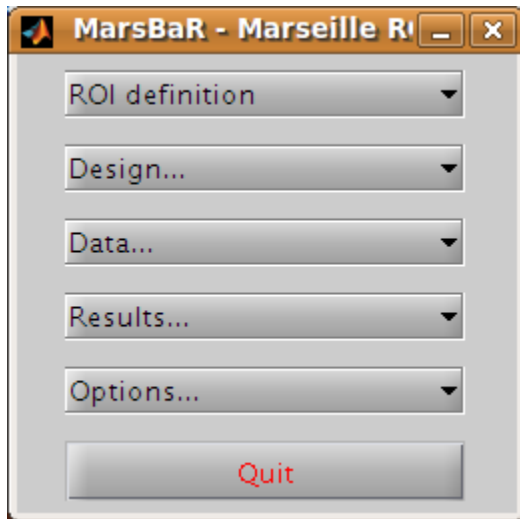 MarsBaR - Marseille R
ROI definition
Design...
Data...
Results...
Options...
Quit